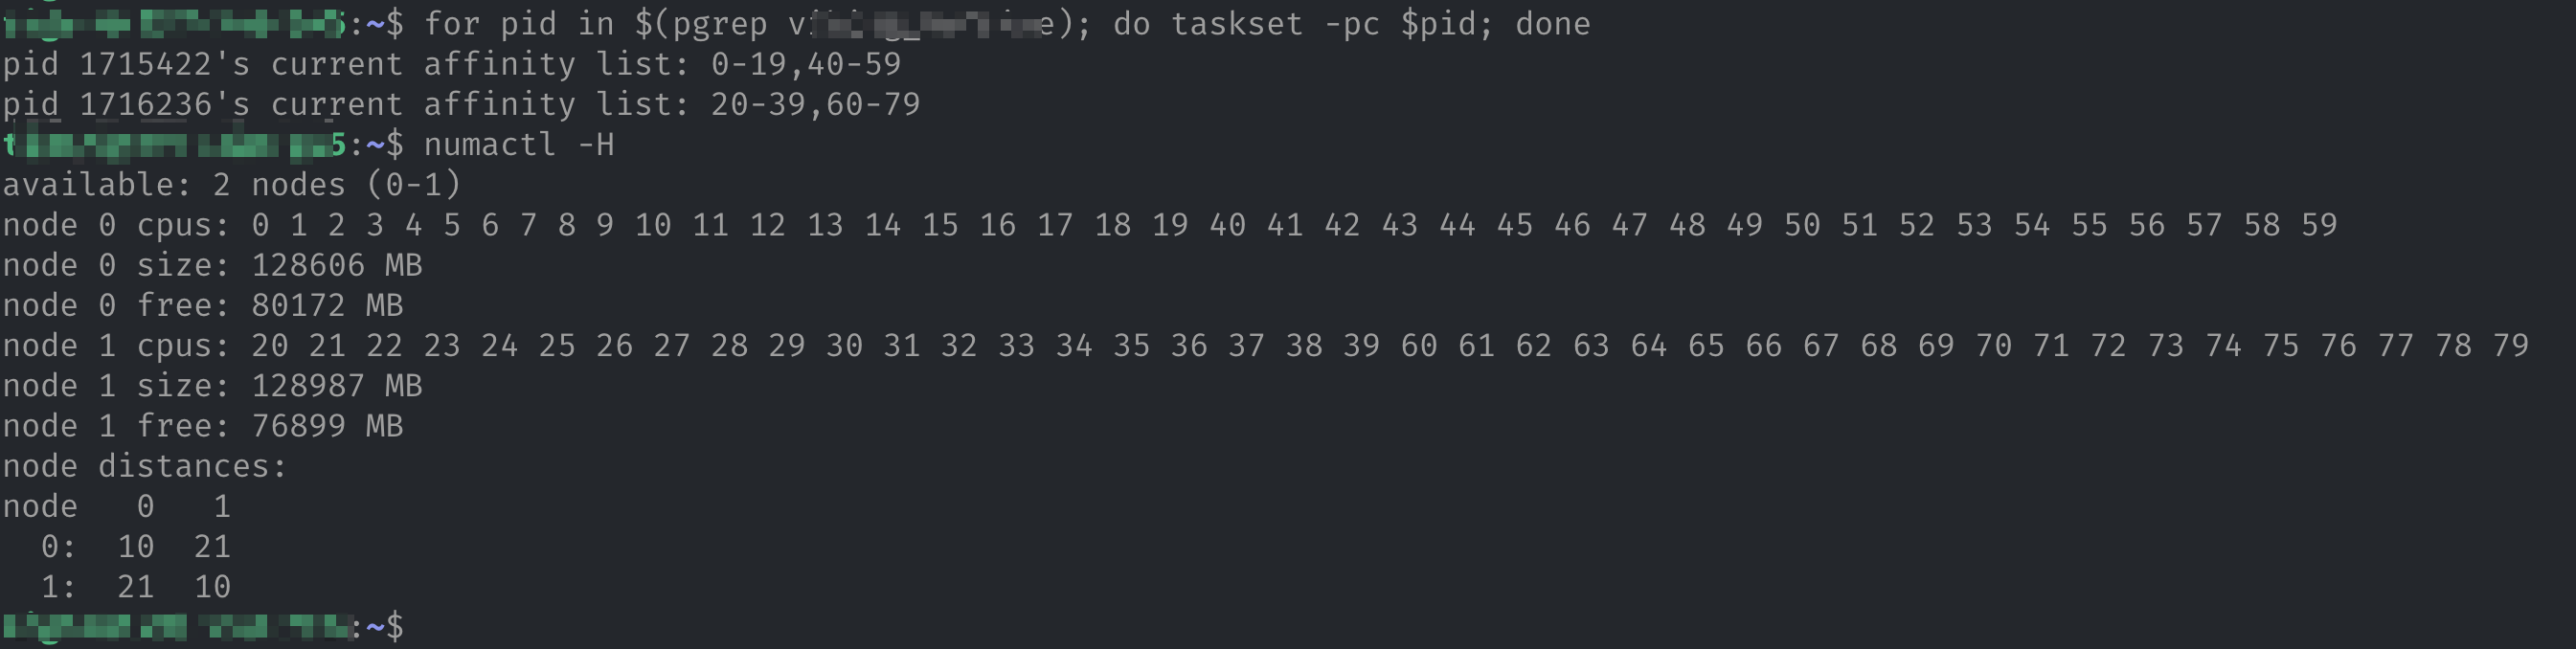 :~$ for pid in $(pgrep ); do taskset -pc $pid; done
pid 1715422's current affinity list: 0-19,40-59
pid 1716236's current affinity list: 20-39,60-79
:~$ numactl -H
available: 2 nodes (0-1)
node 0 cpus: 0 1 2 3 4 5 6 7 8 9 10 11 12 13 14 15 16 17 18 19 40 41 42 43 44 45 46 47 48 49 50 51 52 53 54 55 56 57 58 59
node 0 size: 128606 MB
node 0 free: 80172 MB
node 1 cpus: 20 21 22 23 24 25 26 27 28 29 30 31 32 33 34 35 36 37 38 39 60 61 62 63 64 65 66 67 68 69 70 71 72 73 74 75 76 77 78 79
node 1 size: 128987 MB
node 1 free: 76899 MB
node distances:
node   0   1
  0:  10  21
  1:  21  10
:~$